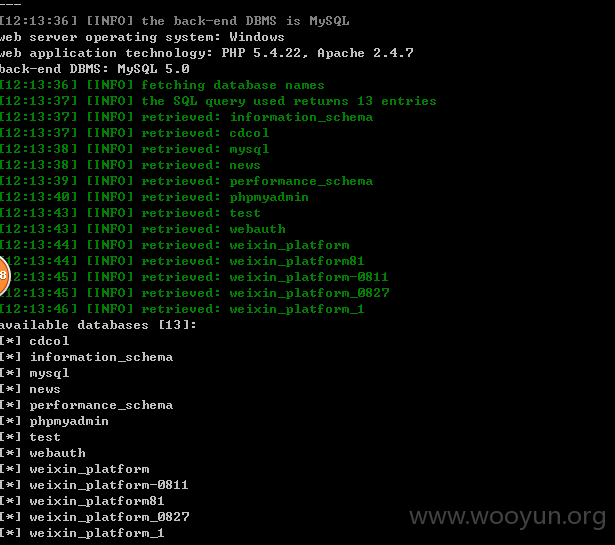 ---
[12:13:36] [INFO] the back-end DBMS is MySQL
web server operating system: Windows
web application technology: PHP 5.4.22, Apache 2.4.7
back-end DBMS: MySQL 5.0
[12:13:36] [INFO] fetching database names
[12:13:37] [INFO] the SQL query used returns 13 entries
[12:13:37] [INFO] retrieved: information_schema
[12:13:37] [INFO] retrieved: cdcol
[12:13:38] [INFO] retrieved: mysql
[12:13:38] [INFO] retrieved: news
[12:13:39] [INFO] retrieved: performance_schema
[12:13:40] [INFO] retrieved: phpmyadmin
[12:13:43] [INFO] retrieved: test
[12:13:43] [INFO] retrieved: webauth
[12:13:44] [INFO] retrieved: weixin_platform
12:13:44] [INFO] retrieved: weixin_platform81
8 12:13:45] [INFO] retrieved: weixin_platform-0811
12:13:45] [INFO] retrieved: weixin_platform_0827
[12:13:46] [INFO] retrieved: weixin_platform_1
available databases [13]:
[*] cdcol
[*] information_schema
[*] mysql
[*] news
[*] performance_schema
[*] phpmyadmin
[*] test
[*] webauth
[*] weixin_platform
[*] weixin_platform-0811
[*] weixin_platform81
[*] weixin_platform_0827
[*] weixin_platform_1
www.wooyun.org